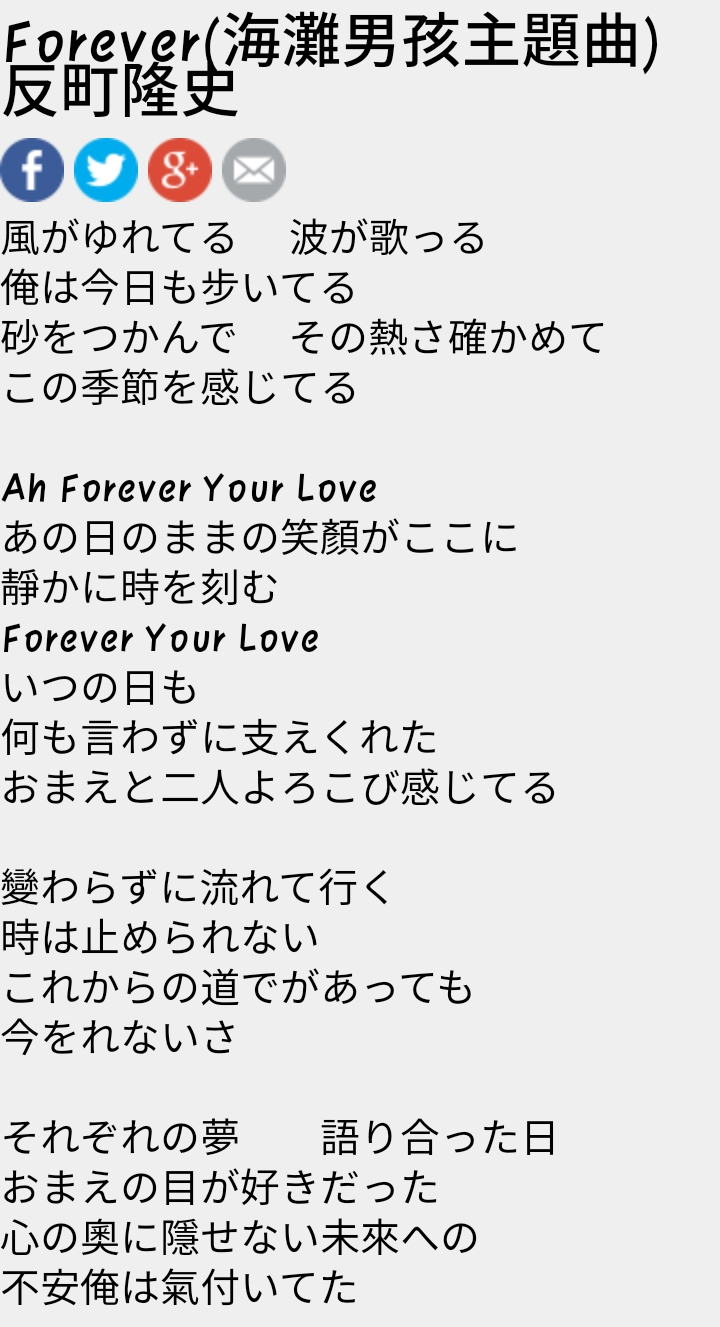 Forever(海灘男孩主題曲)
反町隆史
風がゆれてる　波が歌っる
俺は今日も歩いてる
砂をつかんで　その熱さ確かめて
この季節を感じてる
Ah Forever Your Love
あの日のままの笑顏がここに
靜かに時を刻む
Forever Your Love
いつの日も
何も言わずに支えくれた
おまえと二人よろこび感じてる
變わらずに流れて行く
時は止められない
これからの道でがあっても
今をれないさ
それぞれの夢　　語り合った日
おまえの目が好きだった
心の奧に隱せない未來への
不安俺は氣付いてた